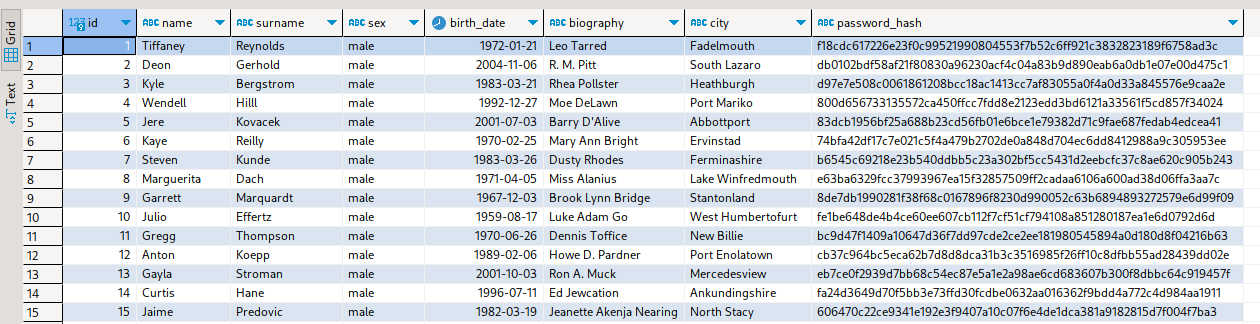 Grid
Text
123 id ABC name ABC surname ABC sex birth_date ABC biography ABC city ABC password_hash
1 1 Tiffaney Reynolds male 1972-01-21 Leo Tarred Fadelmouth f18cdc617226e23f0c99521990804553f7b52c6ff921c3832823189f6758ad3c
2 2 Deon Gerhold male 2004-11-06 R. M. Pitt South Lazaro db0102bdf58af21f80830a96230acf4c04a83b9d890eab6a0db1e07e00d475c1
3 3 Kyle Bergstrom male 1983-03-21 Rhea Pollster Heathburgh d97e7e508c0061861208bcc18ac1413cc7af83055a0f4a0d33a845576e9caa2e
4 4 Wendell Hilll male 1992-12-27 Moe DeLawn Port Mariko 800d656733135572ca450ffcc7fdd8e2123edd3bd6121a33561f5cd857f34024
5 5 Jere Kovacek male 2001-07-03 Barry D'Alive Abbottport 83dcb1956bf25a688b23cd56fb01e6bce1e79382d71c9fae687fedab4edcea41
6 6 Kaye Reilly male 1970-02-25 Mary Ann Bright Ervinstad 74bfa42df17c7e021c5f4a479b2702de0a848d704ec6dd8412988a9c305953ee
7 7 Steven Kunde male 1983-03-26 Dusty Rhodes Ferminashire b6545c69218e23b540ddbb5c23a302bf5cc5431d2eebcfc37c8ae620c905b243
8 8 Marguerita Dach male 1971-04-05 Miss Alanius Lake Winfredmouth e63ba6329fcc37993967ea15f32857509ff2cadaa6106a600ad38d06ffa3aa7c
9 9 Garrett Marquardt male 1967-12-03 Brook Lynn Bridge Stantonland 8de7db1990281f38f68c0167896f8230d990052c63b6894893272579e6d99f09
10 10 Julio Effertz male 1959-08-17 Luke Adam Go West Humbertofurt fe1be648de4b4ce60ee607cb112f7cf51cf794108a851280187ea1e6d0792d6d
11 11 Gregg Thompson male 1970-06-26 Dennis Toffice New Billie bc9d47f1409a10647d36f7dd97cde2ce2ee181980545894a0d180d8f04216b63
12 12 Anton Koepp male 1989-02-06 Howe D. Pardner Port Enolatown cb37c964bc5eca62b7d8d8dca31b3c3516985f26ff10c8dfbb55ad28439dd02e
13 13 Gayla Stroman male 2001-10-03 Ron A. Muck Mercedesview eb7ce0f2939d7bb68c54ec87e5a1e2a98ae6cd683607b300f8dbbc64c919457f
14 14 Curtis Hane male 1996-07-11 Ed Jewcation Ankundingshire fa24d3649d70f5bb3e73ffd30fcdbe0632aa016362f9bdd4a772c4d984aa1911
15 15 Jaime Predovic male 1982-03-19 Jeanette Akenja Nearing North Stacy 606470c22ce9341e192e3f9407a10c07f6e4de1dca381a9182815d7f004f7ba3